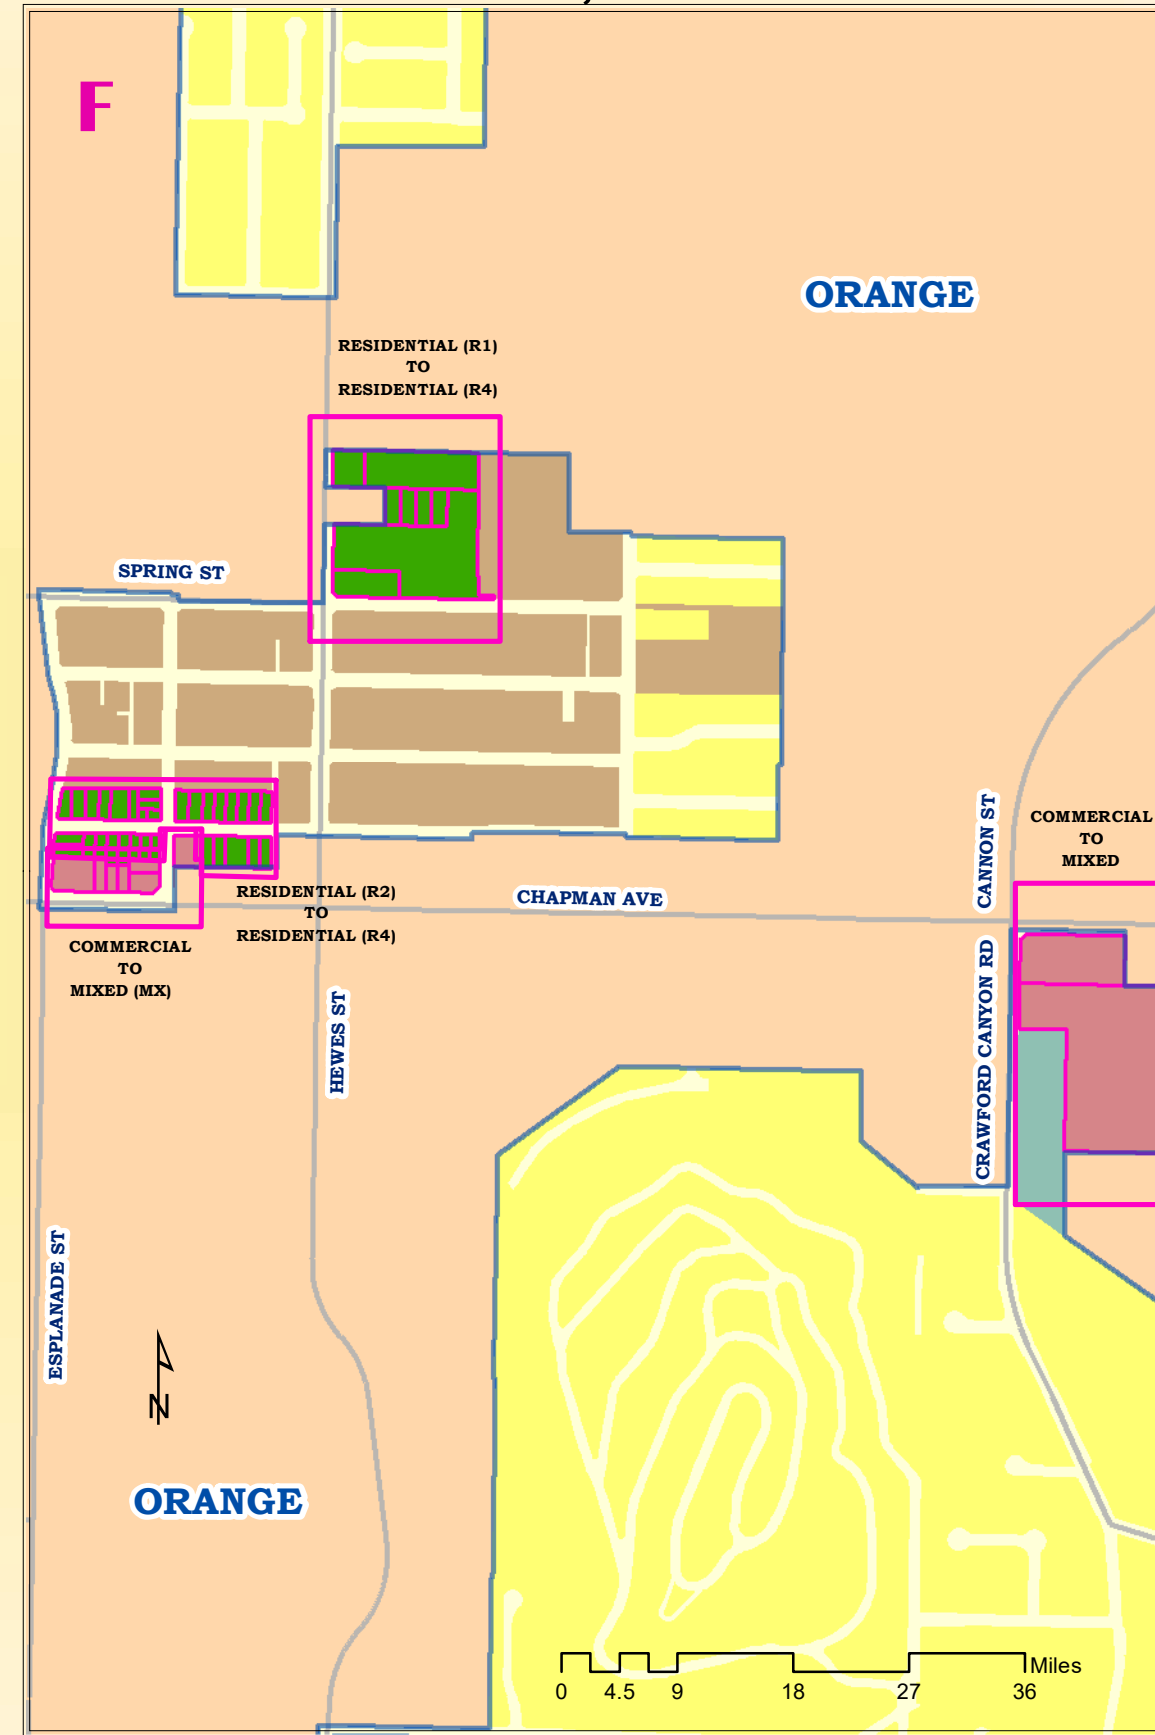 F
ORANGE
RESIDENTIAL (R1)
TO
RESIDENTIAL (R4)
SPRING ST
CANNON ST
COMMERCIAL
TO
MIXED
RESIDENTIAL (R2)
TO
RESIDENTIAL (R4)
CHAPMAN AVE
COMMERCIAL
TO
MIXED (MX)
HEWES ST
CRAWFORD CANYON RD
ESPLANADE ST
N
ORANGE
Miles
0 4.5 9 18 27 36